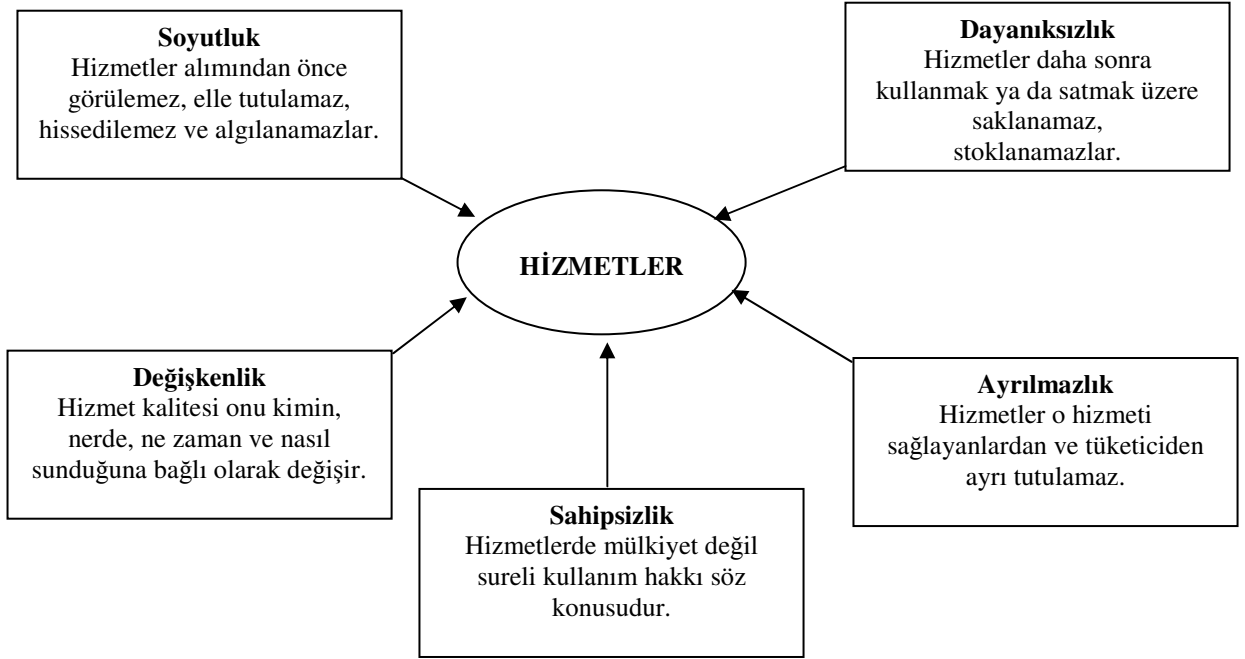 Soyutluk
Hizmetler alımından önce
görülemez, elle tutulamaz,
hissedilemez ve algılanamazlar.
Dayanıksızlık
Hizmetler daha sonra
kullanmak ya da satmak üzere
saklanamaz,
stoklanamazlar.
HİZMETLER
Değişkenlik
Hizmet kalitesi onu kimin,
nerde, ne zaman ve nasıl
sunduğuna bağlı olarak değişir.
Ayrılmazlık
Hizmetler o hizmeti
sağlayanlardan ve tüketiciden
ayrı tutulamaz.
Sahipsizlik
Hizmetlerde mülkiyet değil
sureli kullanım hakkı söz
konusudur.